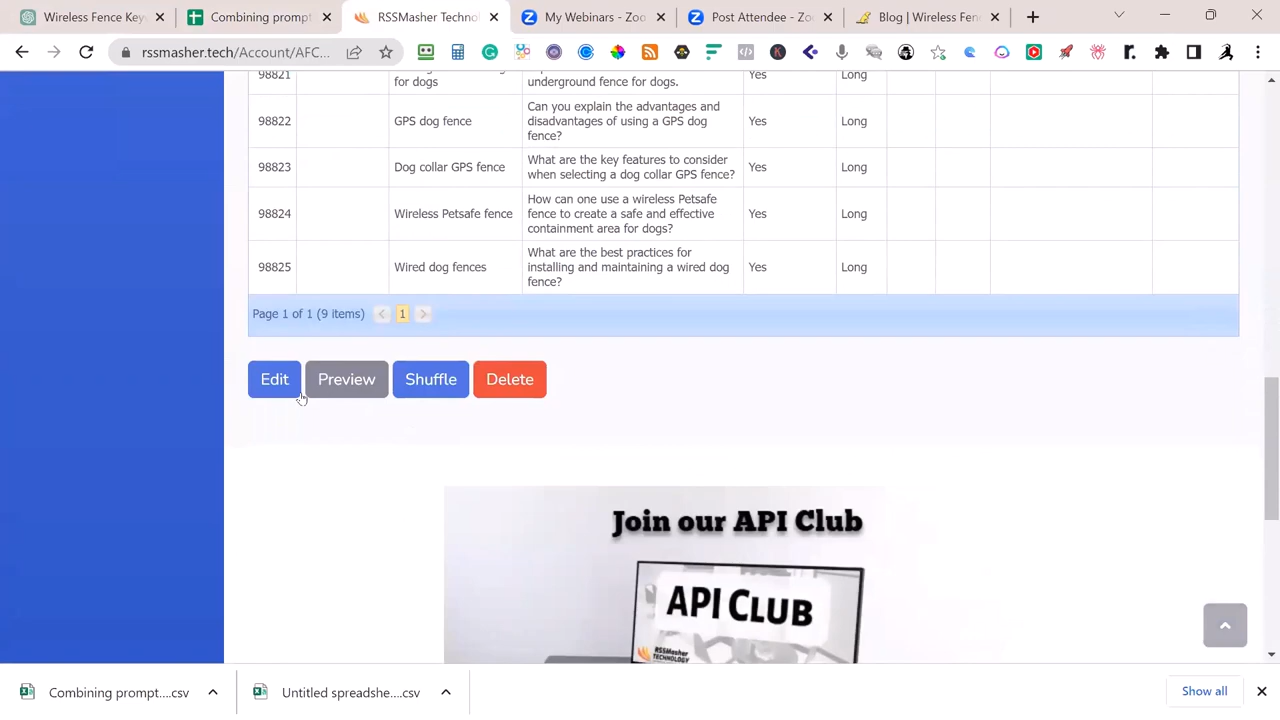 Wireless Fence Key
Combining prompt
RSSMasher Techno
My Webinars - Zoo
Post Attendee - Zo
Blog | Wireless Fen
rssmasher.tech/Account/AFC...
98821
for dogs
underground fence for dogs.
Yes
Long
98822
GPS dog fence
Can you explain the advantages and
disadvantages of using a GPS dog
fence?
Yes
Long
98823
Dog collar GPS fence
What are the key features to consider
when selecting a dog collar GPS fence?
Yes
Long
98824
Wireless Petsafe fence
How can one use a wireless Petsafe
fence to create a safe and effective
containment area for dogs?
Yes
Long
98825
Wired dog fences
What are the best practices for
installing and maintaining a wired dog
fence?
Yes
Long
Page 1 of 1 (9 items)
1
Edit
Preview
Shuffle
Delete
Join our API Club
API CLUB
RSSMasher
TECHNOLOGY
Combining prompt....csv
Untitled spreadshe....csv
Show all